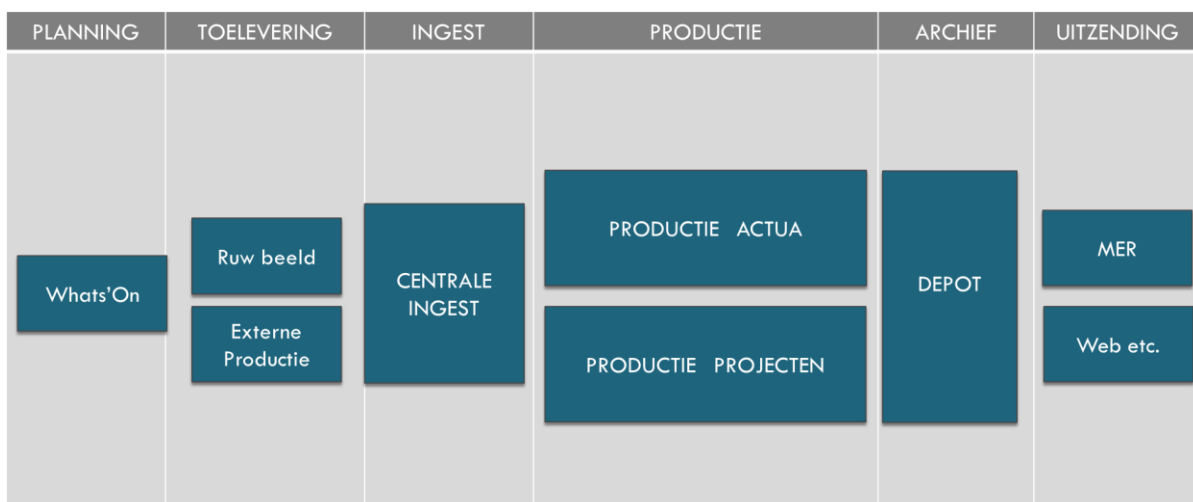 PLANNING
TOELEVERING
INGEST
PRODUCTIE
ARCHIEF
UITZENDING
Whats'On
Ruw beeld
Externe
Productie
CENTRALE
INGEST
PRODUCTIE ACTUA
PRODUCTIE PROJECTEN
DEPOT
MER
Web etc.